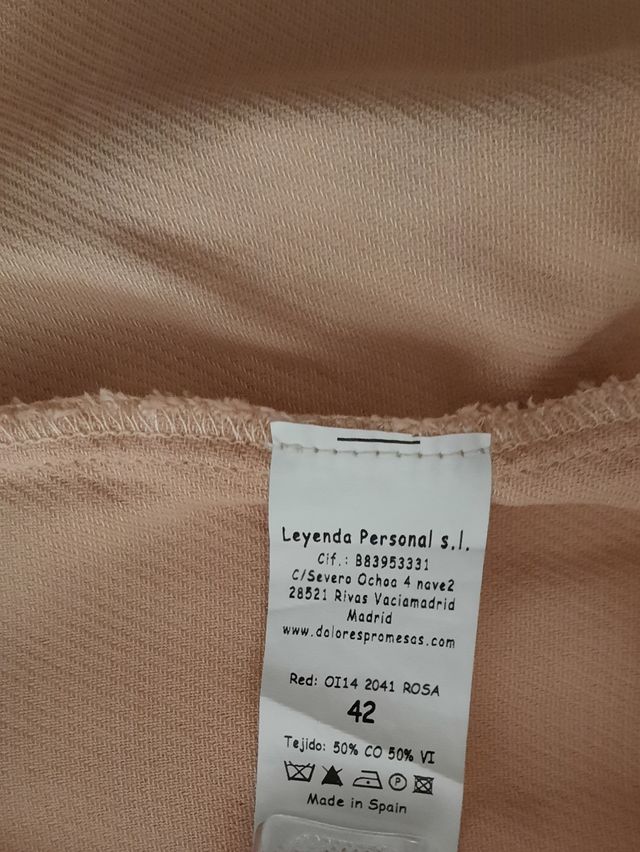 Leyenda Personal s.l.
Cif.: B83953331
C/Severo Ochoa 4 nave2
28521 Rivas Vaciamadrid
Madrid
www.dolorespromesas.com
Red: OI14 2041 ROSA
42
Tejido: 50% CO 50% VI
P
Made in Spain